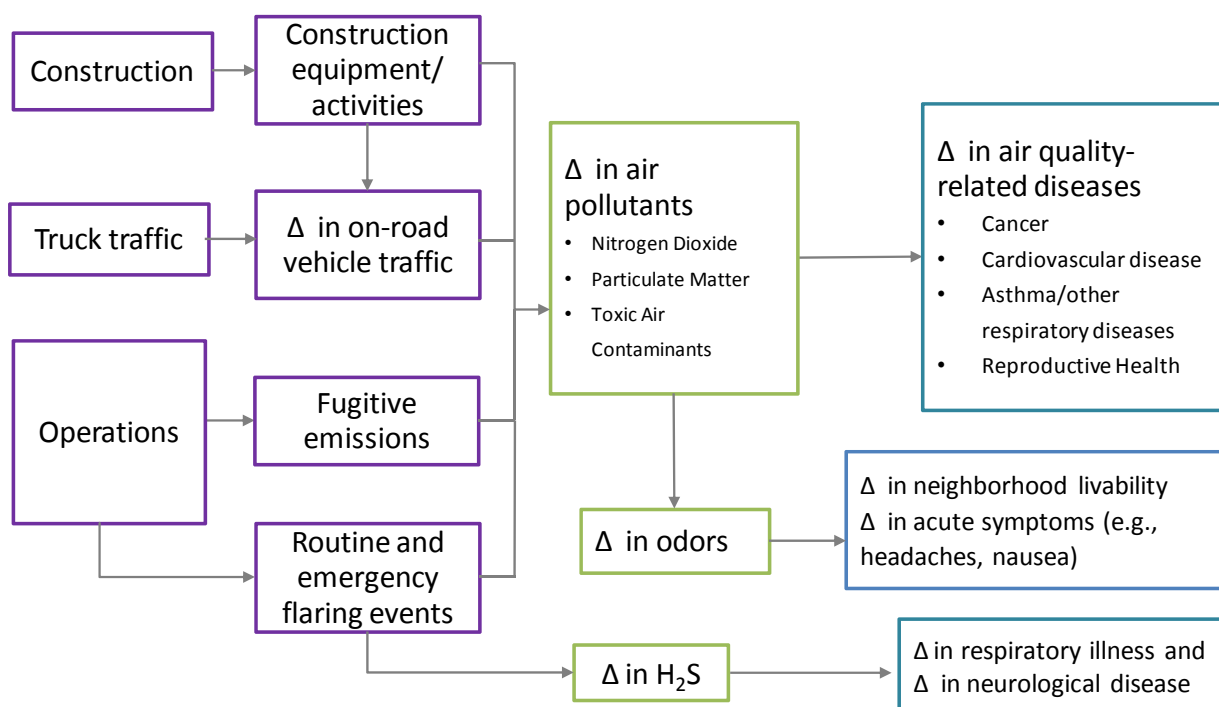 Construction
Construction
equipment/
activities
Truck traffic
Δ in on-road
vehicle traffic
Operations
Fugitive
emissions
Routine and
emergency
flaring events
Δ in air
pollutants
• Nitrogen Dioxide
• Particulate Matter
• Toxic Air
Contaminants
Δ in odors
Δ in H₂S
Δ in air quality-
related diseases
• Cancer
• Cardiovascular disease
• Asthma/other
respiratory diseases
• Reproductive Health
Δ in neighborhood livability
Δ in acute symptoms (e.g.,
headaches, nausea)
Δ in respiratory illness and
Δ in neurological disease